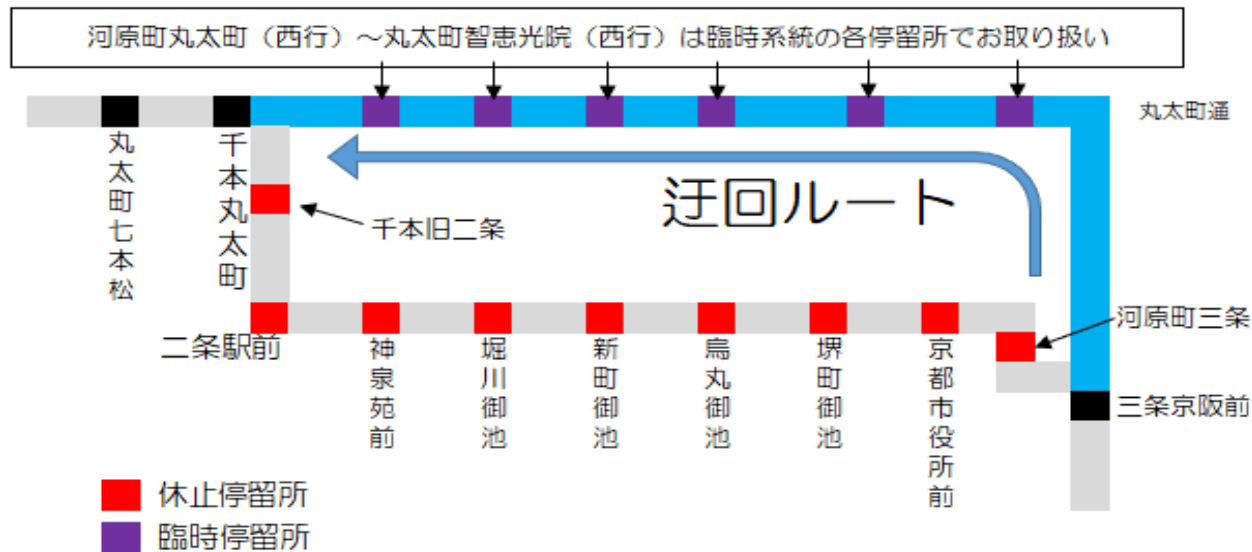 河原町丸太町（西行）～丸太町智恵光院（西行）は臨時系統の各停留所でお取り扱い
丸太町通
丸太町七本松
千本丸太町
迂回ルート
千本旧二条
河原町三条
二条駅前
神泉苑前
堀川御池
新町御池
烏丸御池
堺町御池
京都市役所前
三条京阪前
休止停留所
臨時停留所